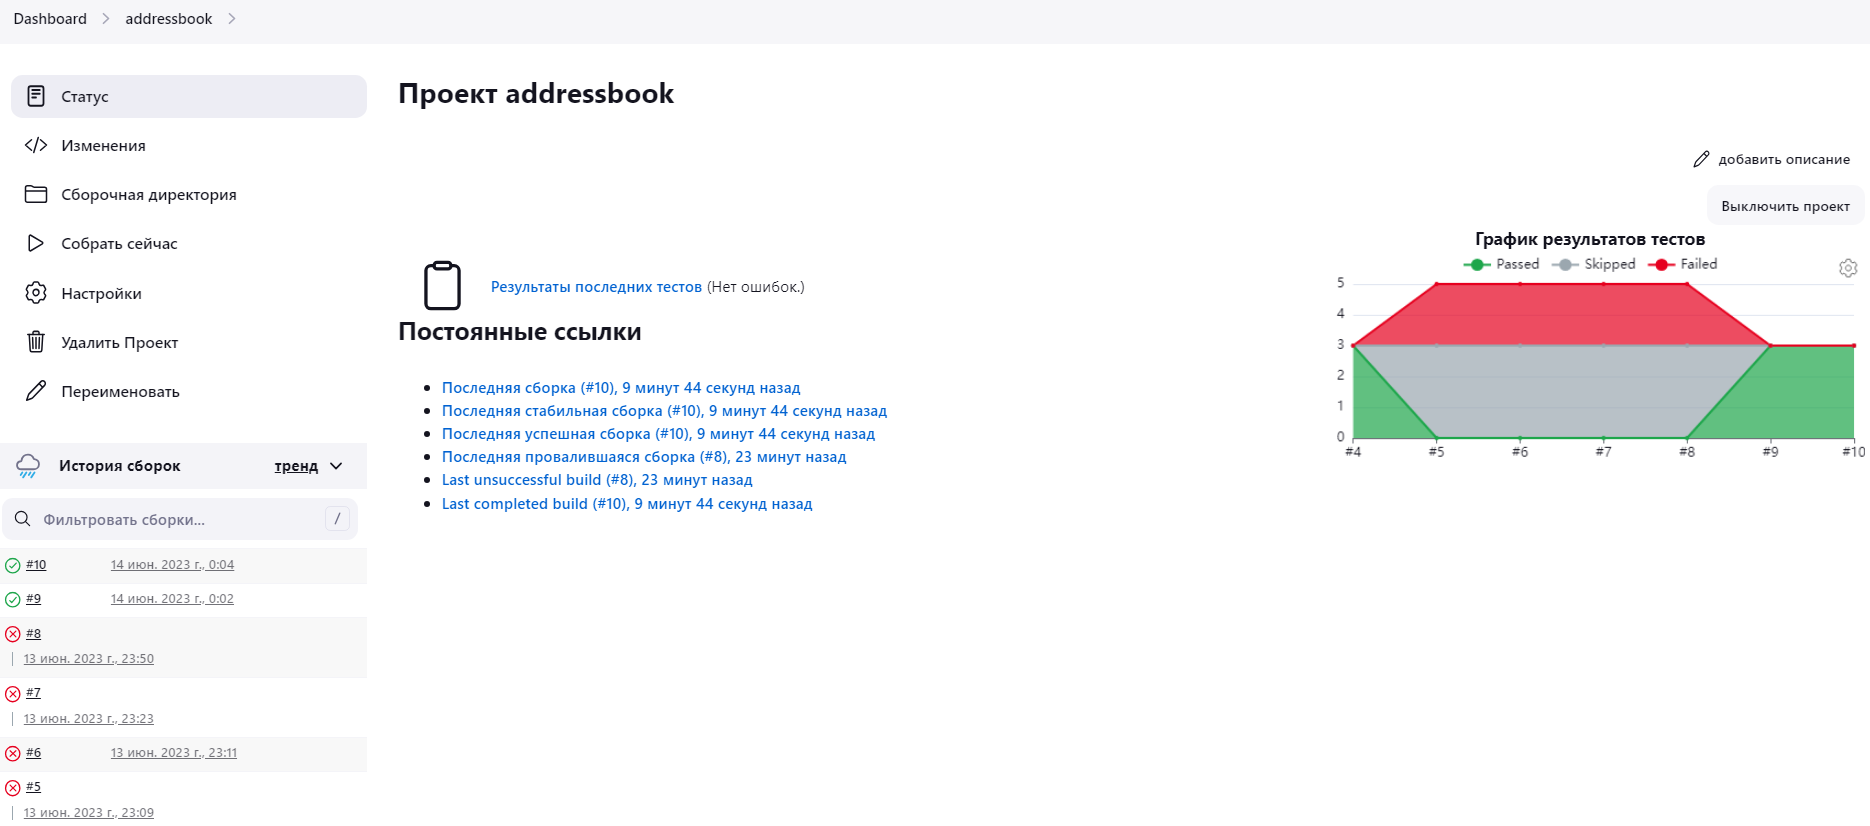 Dashboard addressbook
Статус
Изменения
Сборочная директория
Собрать сейчас
Настройки
Удалить Проект
Переименовать
История сборок тренд
Фильтровать сборки... /
#10 14 июн. 2023 г., 0:04
#9 14 июн. 2023 г., 0:02
#8
13 июн. 2023 г., 23:50
#7
13 июн. 2023 г., 23:23
#6 13 июн. 2023 г., 23:11
#5
13 июн. 2023 г., 23:09
Проект addressbook
добавить описание
Выключить проект
Результаты последних тестов (Нет ошибок.)
Постоянные ссылки
Последняя сборка (#10), 9 минут 44 секунд назад
Последняя стабильная сборка (#10), 9 минут 44 секунд назад
Последняя успешная сборка (#10), 9 минут 44 секунд назад
Последняя провалившаяся сборка (#8), 23 минут назад
Last unsuccessful build (#8), 23 минут назад
Last completed build (#10), 9 минут 44 секунд назад
График результатов тестов
Passed Skipped Failed
5
4
3
2
1
0
#4 #5 #6 #7 #8 #9 #10